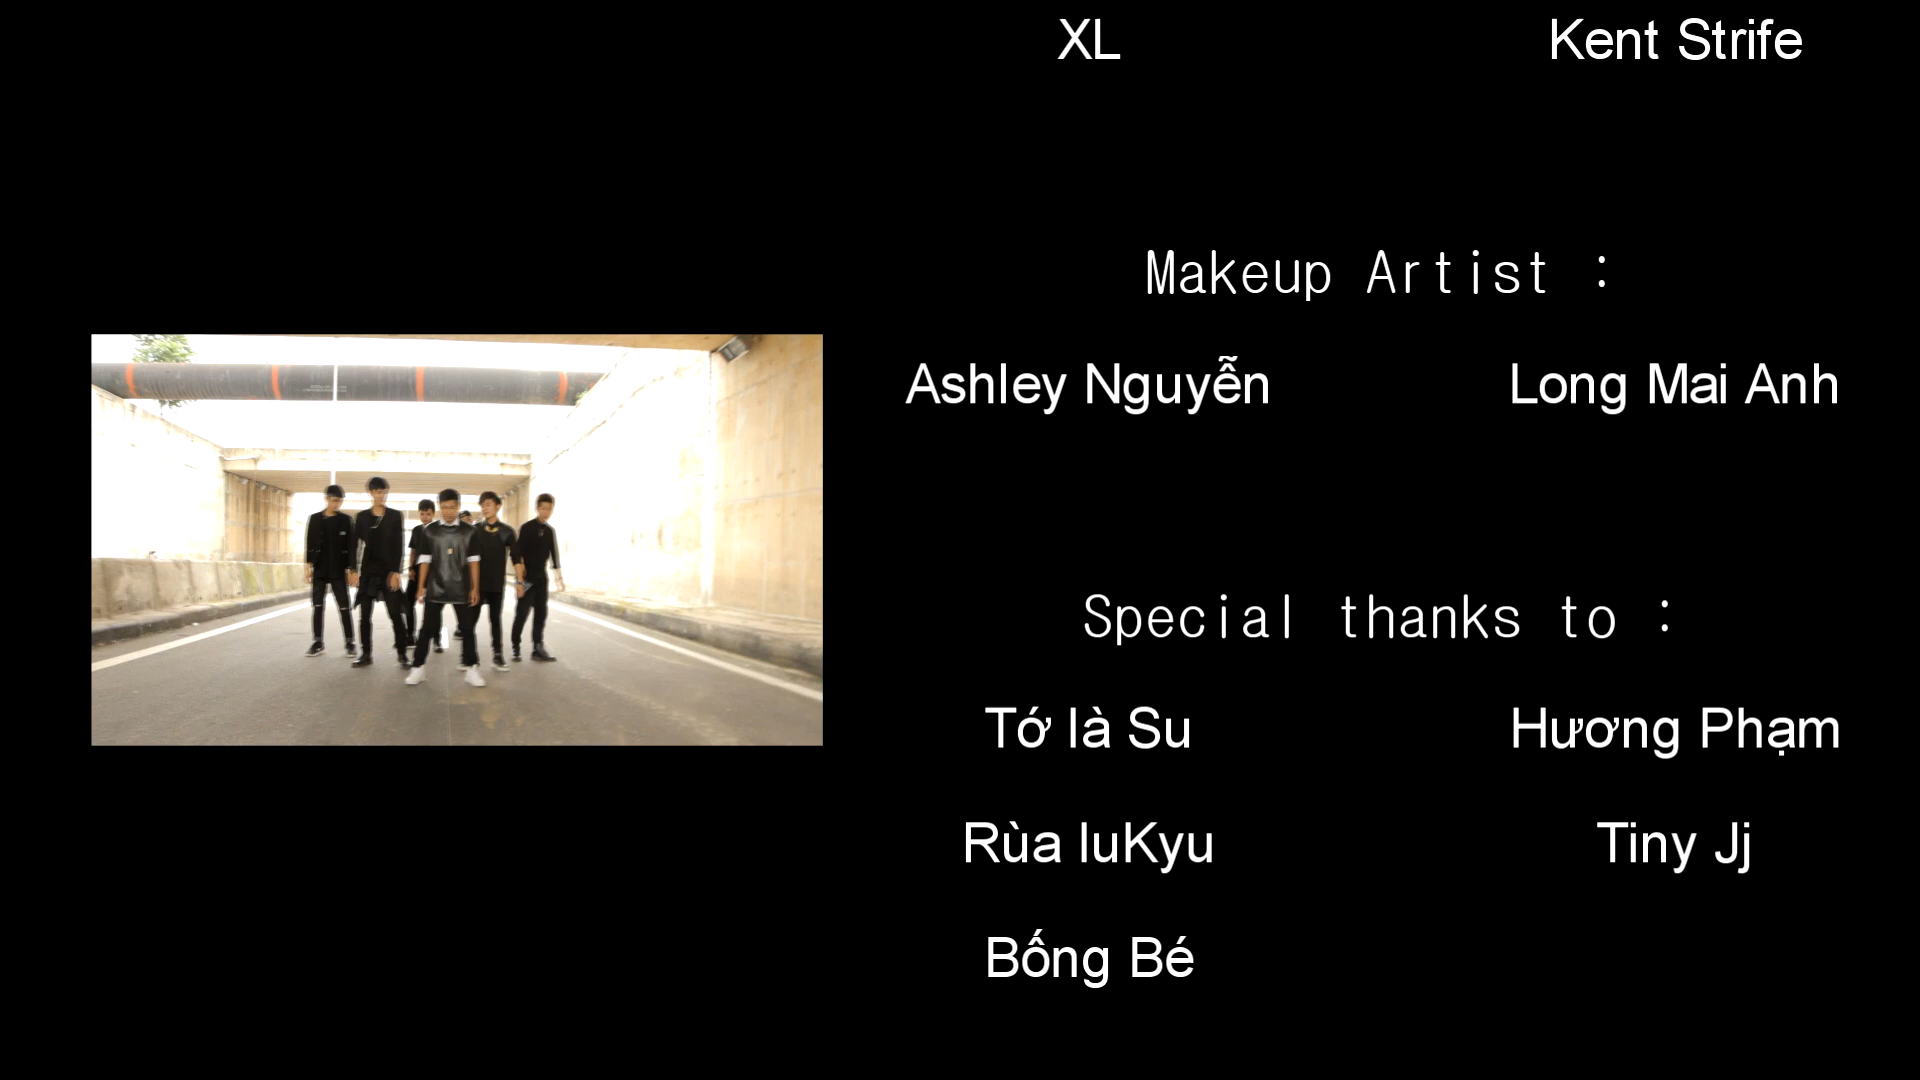 XL Kent Strife
Makeup Artist :
Ashley Nguyễn Long Mai Anh
Special thanks to :
Tớ là Su Hương Phạm
Rùa luKyu Tiny Jj
Bống Bé